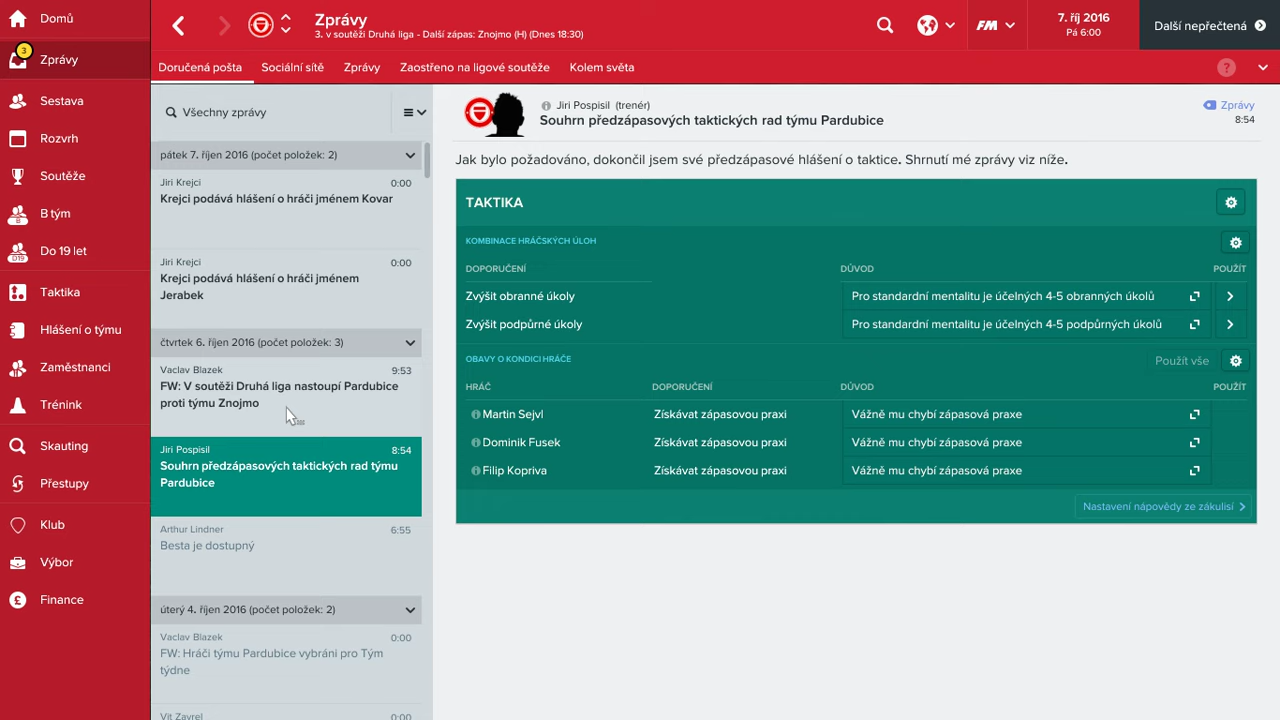 Domů
3
Zprávy
Sestava
Rozvrh
Soutěže
B tým
Do 19 let
Taktika
Hlášení o týmu
Zaměstnanci
Trénink
Skauting
Přestupy
Klub
Výbor
Finance
Zprávy
3. v soutěži Druhá liga - Další zápas: Znojmo (H) (Dnes 18:30)
FM
7. říj 2016
Pá 6:00
Další nepřečtená
Doručená pošta
Sociální sítě
Zprávy
Zaostřeno na ligové soutěže
Kolem světa
?
Všechny zprávy
pátek 7. říjen 2016 (počet položek: 2)
Jiri Krejci 0:00
Krejci podává hlášení o hráči jménem Kovar
Jiri Krejci 0:00
Krejci podává hlášení o hráči jménem
Jerabek
čtvrtek 6. říjen 2016 (počet položek: 3)
Vaclav Blazek 9:53
FW: V soutěži Druhá liga nastoupí Pardubice
proti týmu Znojmo
Jiri Pospisil 8:54
Souhrn předzápasových taktických rad týmu
Pardubice
Arthur Lindner 6:55
Besta je dostupný
úterý 4. říjen 2016 (počet položek: 2)
Vaclav Blazek 0:00
FW: Hráči týmu Pardubice vybráni pro Tým
týdne
Vit Zavrel 0:00
Jiri Pospisil (trenér)
Souhrn předzápasových taktických rad týmu Pardubice
Zprávy
8:54
Jak bylo požadováno, dokončil jsem své předzápasové hlášení o taktice. Shrnutí mé zprávy viz níže.
TAKTIKA
KOMBINACE HRÁČSKÝCH ÚLOH
DOPORUČENÍ DŮVOD POUŽÍT
Zvýšit obranné úkoly Pro standardní mentalitu je účelných 4-5 obranných úkolů
Zvýšit podpůrné úkoly Pro standardní mentalitu je účelných 4-5 podpůrných úkolů
OBAVY O KONDICI HRÁČE Použít vše
HRÁČ DOPORUČENÍ DŮVOD POUŽÍT
Martin Sejvl Získávat zápasovou praxi Vážně mu chybí zápasová praxe
Dominik Fusek Získávat zápasovou praxi Vážně mu chybí zápasová praxe
Filip Kopriva Získávat zápasovou praxi Vážně mu chybí zápasová praxe
Nastavení nápovědy ze zákulisí